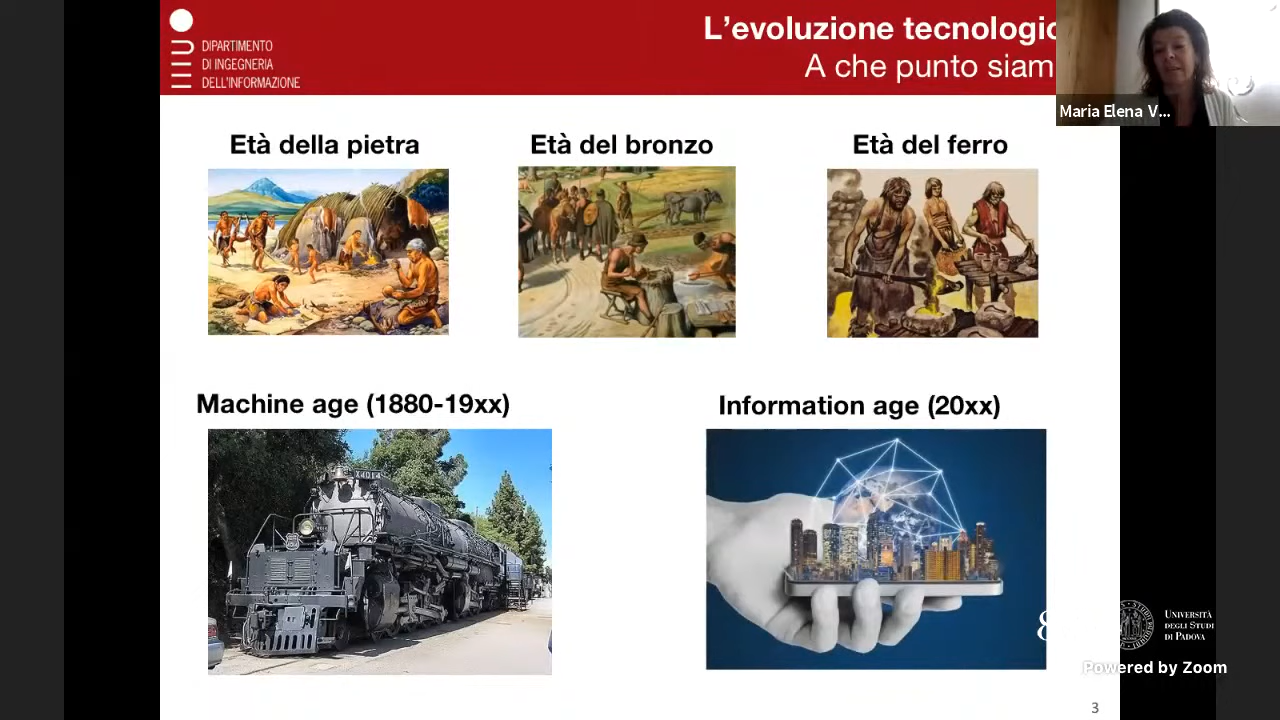 DIPARTIMENTO
DI INGEGNERIA
DELL'INFORMAZIONE
L'evoluzione tecnologic
A che punto siam
Maria Elena V...
Età della pietra
Età del bronzo
Età del ferro
Machine age (1880-19xx)
Information age (20xx)
X4014
UNIVERSITÀ
DEGLI STUDI
DI PADOVA
Powered by Zoom
3